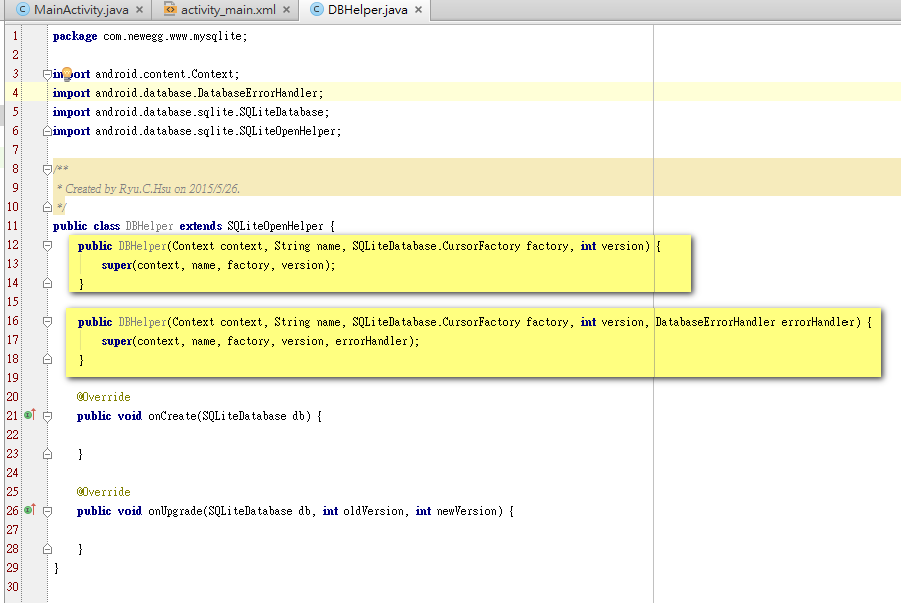 MainActivity.java × activity_main.xml × DBHelper.java ×
1 package com.newegg.www.mysqlite;
2
3 import android.content.Context;
4 import android.database.DatabaseErrorHandler;
5 import android.database.sqlite.SQLiteDatabase;
6 import android.database.sqlite.SQLiteOpenHelper;
7
8 /**
9 * Created by Ryu.C.Hsu on 2015/5/26.
10 */
11 public class DBHelper extends SQLiteOpenHelper {
12 public DBHelper(Context context, String name, SQLiteDatabase.CursorFactory factory, int version) {
13 super(context, name, factory, version);
14 }
15
16 public DBHelper(Context context, String name, SQLiteDatabase.CursorFactory factory, int version, DatabaseErrorHandler errorHandler) {
17 super(context, name, factory, version, errorHandler);
18 }
19
20 @Override
21 public void onCreate(SQLiteDatabase db) {
22
23 }
24
25 @Override
26 public void onUpgrade(SQLiteDatabase db, int oldVersion, int newVersion) {
27
28 }
29 }
30